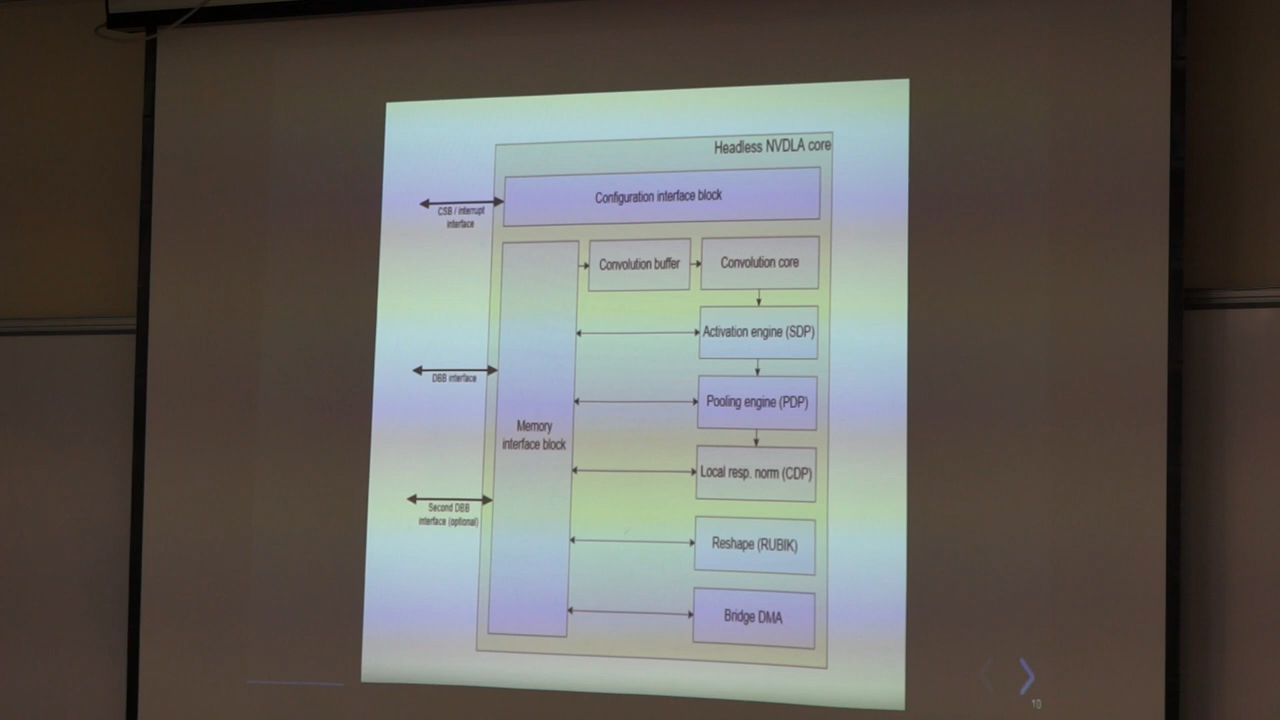 Headless NVDLA core
Configuration interface block
CSB / interrupt
interface
Convolution buffer
Convolution core
Activation engine (SDP)
DBB interface
Pooling engine (PDP)
Memory
interface block
Local resp. norm (CDP)
Second DBB
interface (optional)
Reshape (RUBIK)
Bridge DMA
10